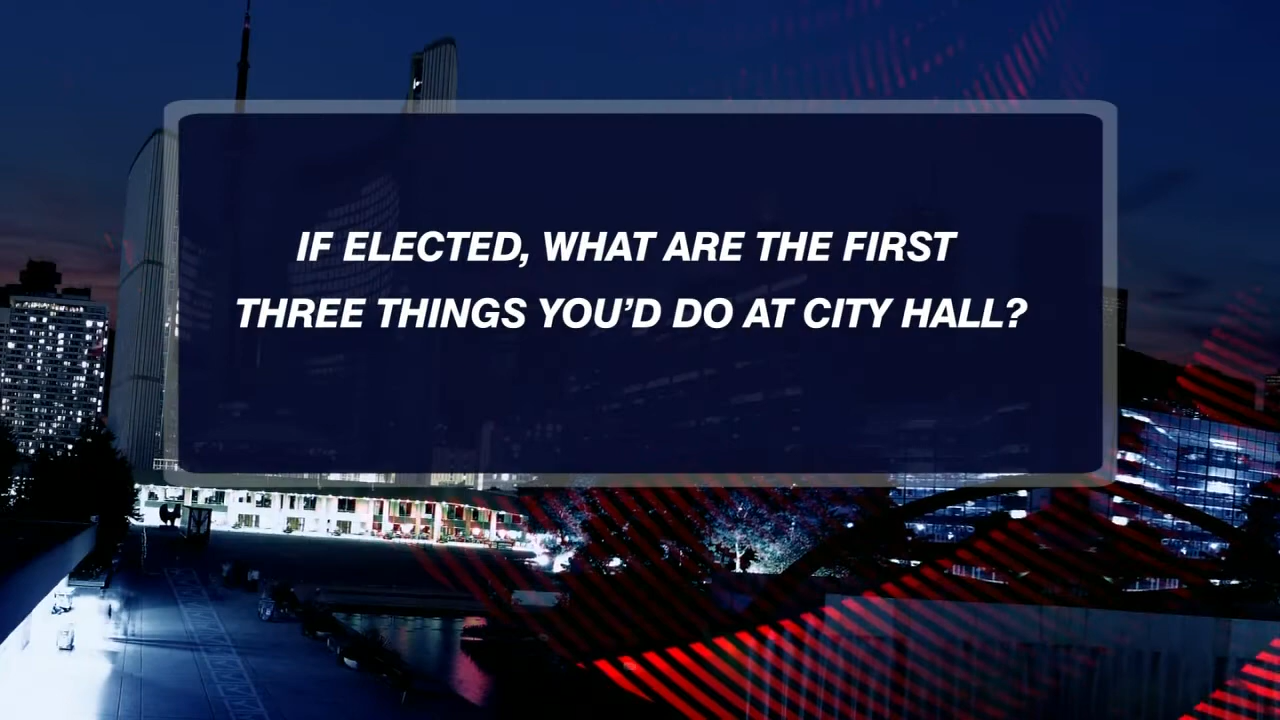 IF ELECTED, WHAT ARE THE FIRST
THREE THINGS YOU'D DO AT CITY HALL?